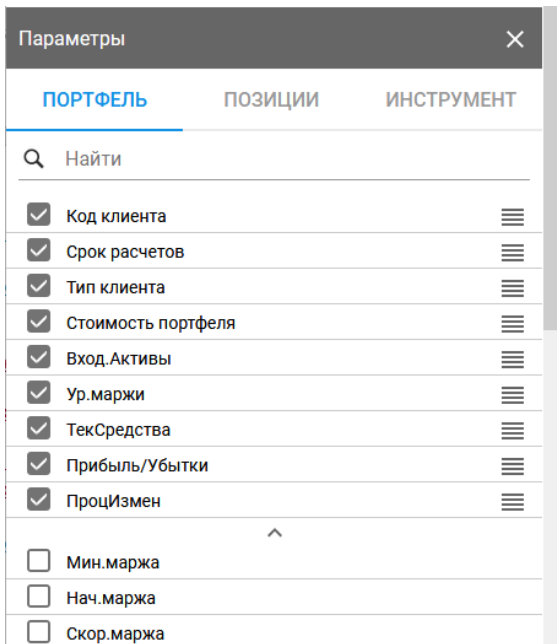 Параметры
ПОРТФЕЛЬ ПОЗИЦИИ ИНСТРУМЕНТ
Найти
Код клиента
Срок расчетов
Тип клиента
Стоимость портфеля
Вход.Активы
Ур.маржи
ТекСредства
Прибыль/Убытки
ПроцИзмен
Мин.маржа
Нач.маржа
Скор.маржа